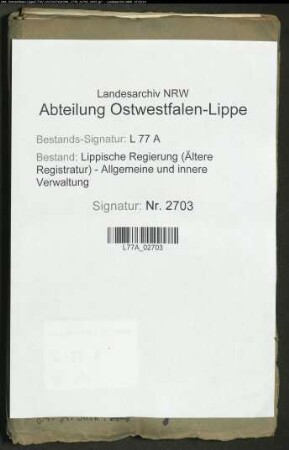 Landesarchiv NRW
Abteilung Ostwestfalen-Lippe
Bestands-Signatur: L 77 A
Bestand: Lippische Regierung (Ältere
Registratur) - Allgemeine und innere
Verwaltung
Signatur: Nr. 2703
L77A_02703